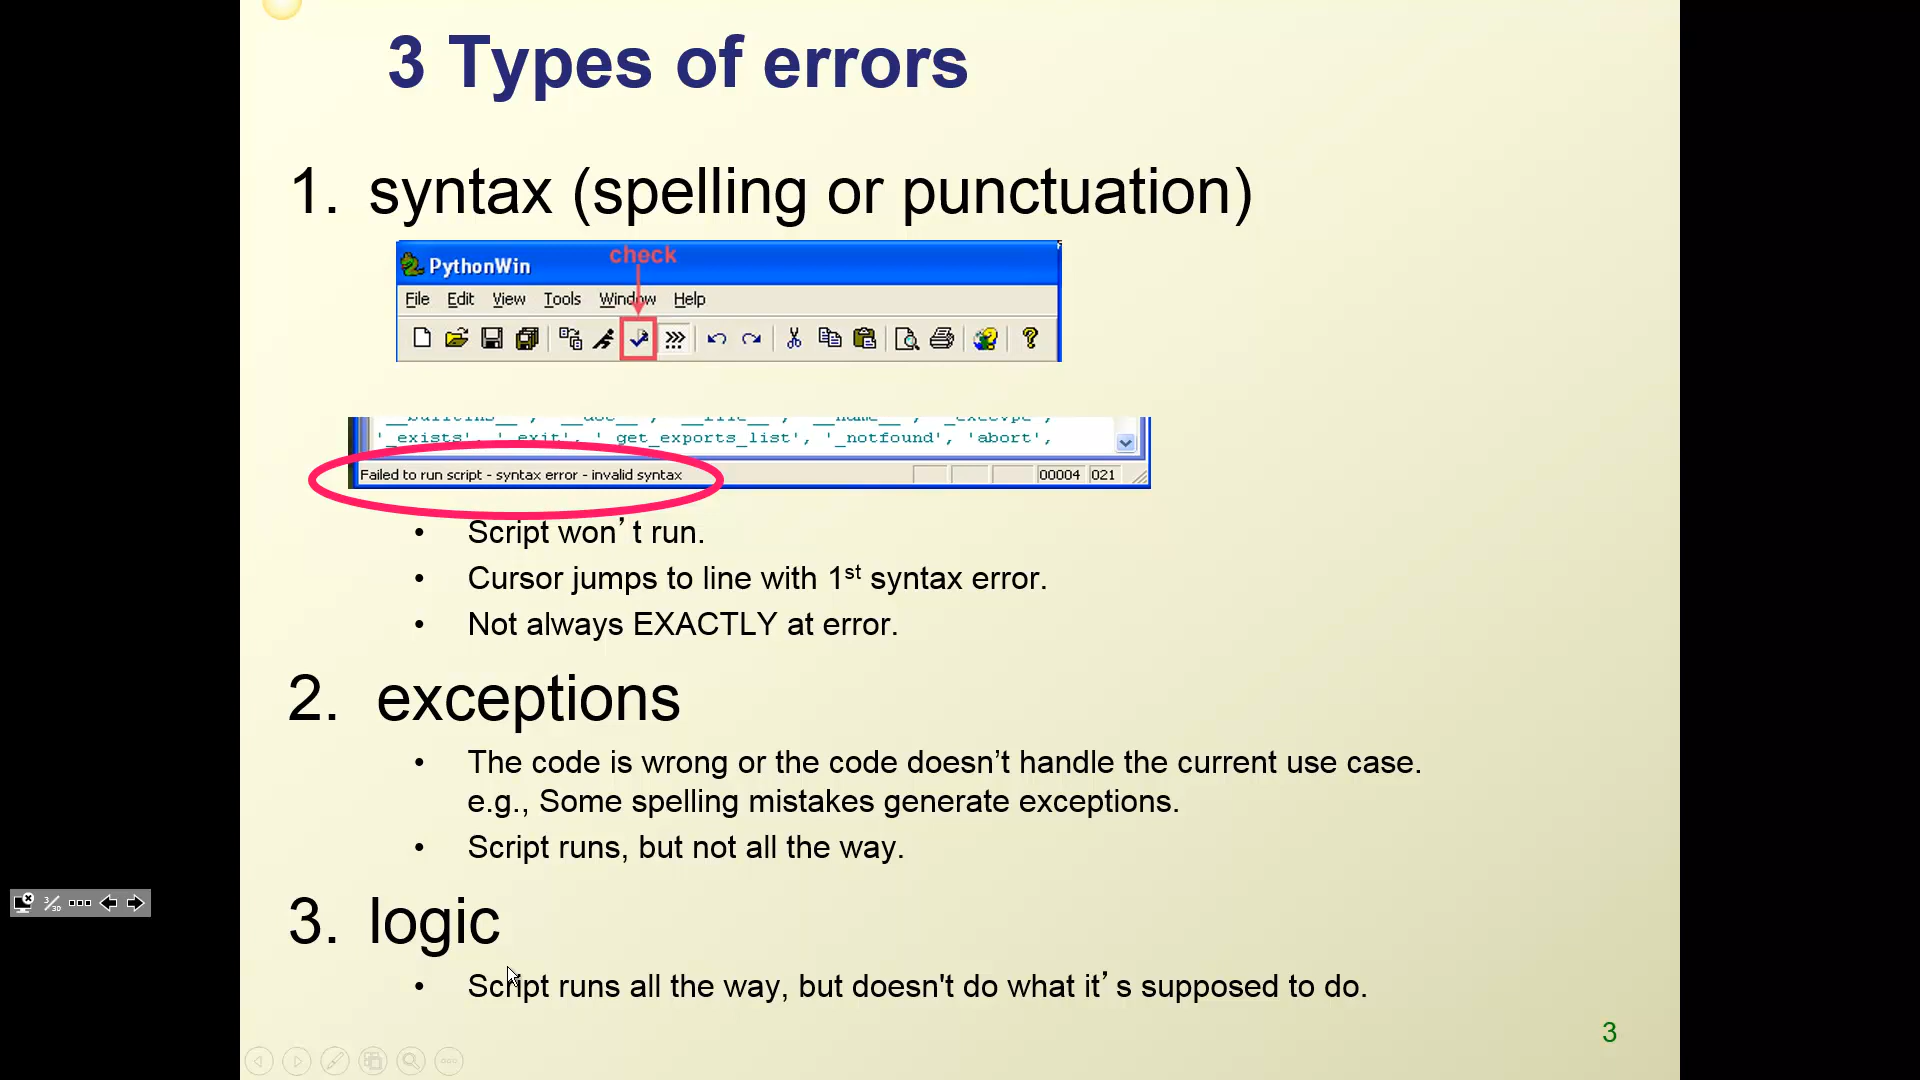 3 Types of errors
1. syntax (spelling or punctuation)
check
PythonWin
File Edit View Tools Window Help
'_exists', '_exit', '_get_exports_list', '_notfound', 'abort',
Failed to run script - syntax error - invalid syntax 00004 021
• Script won’t run.
• Cursor jumps to line with 1st syntax error.
• Not always EXACTLY at error.
2. exceptions
• The code is wrong or the code doesn’t handle the current use case.
e.g., Some spelling mistakes generate exceptions.
• Script runs, but not all the way.
3/30
3. logic
• Script runs all the way, but doesn't do what it’s supposed to do.
3